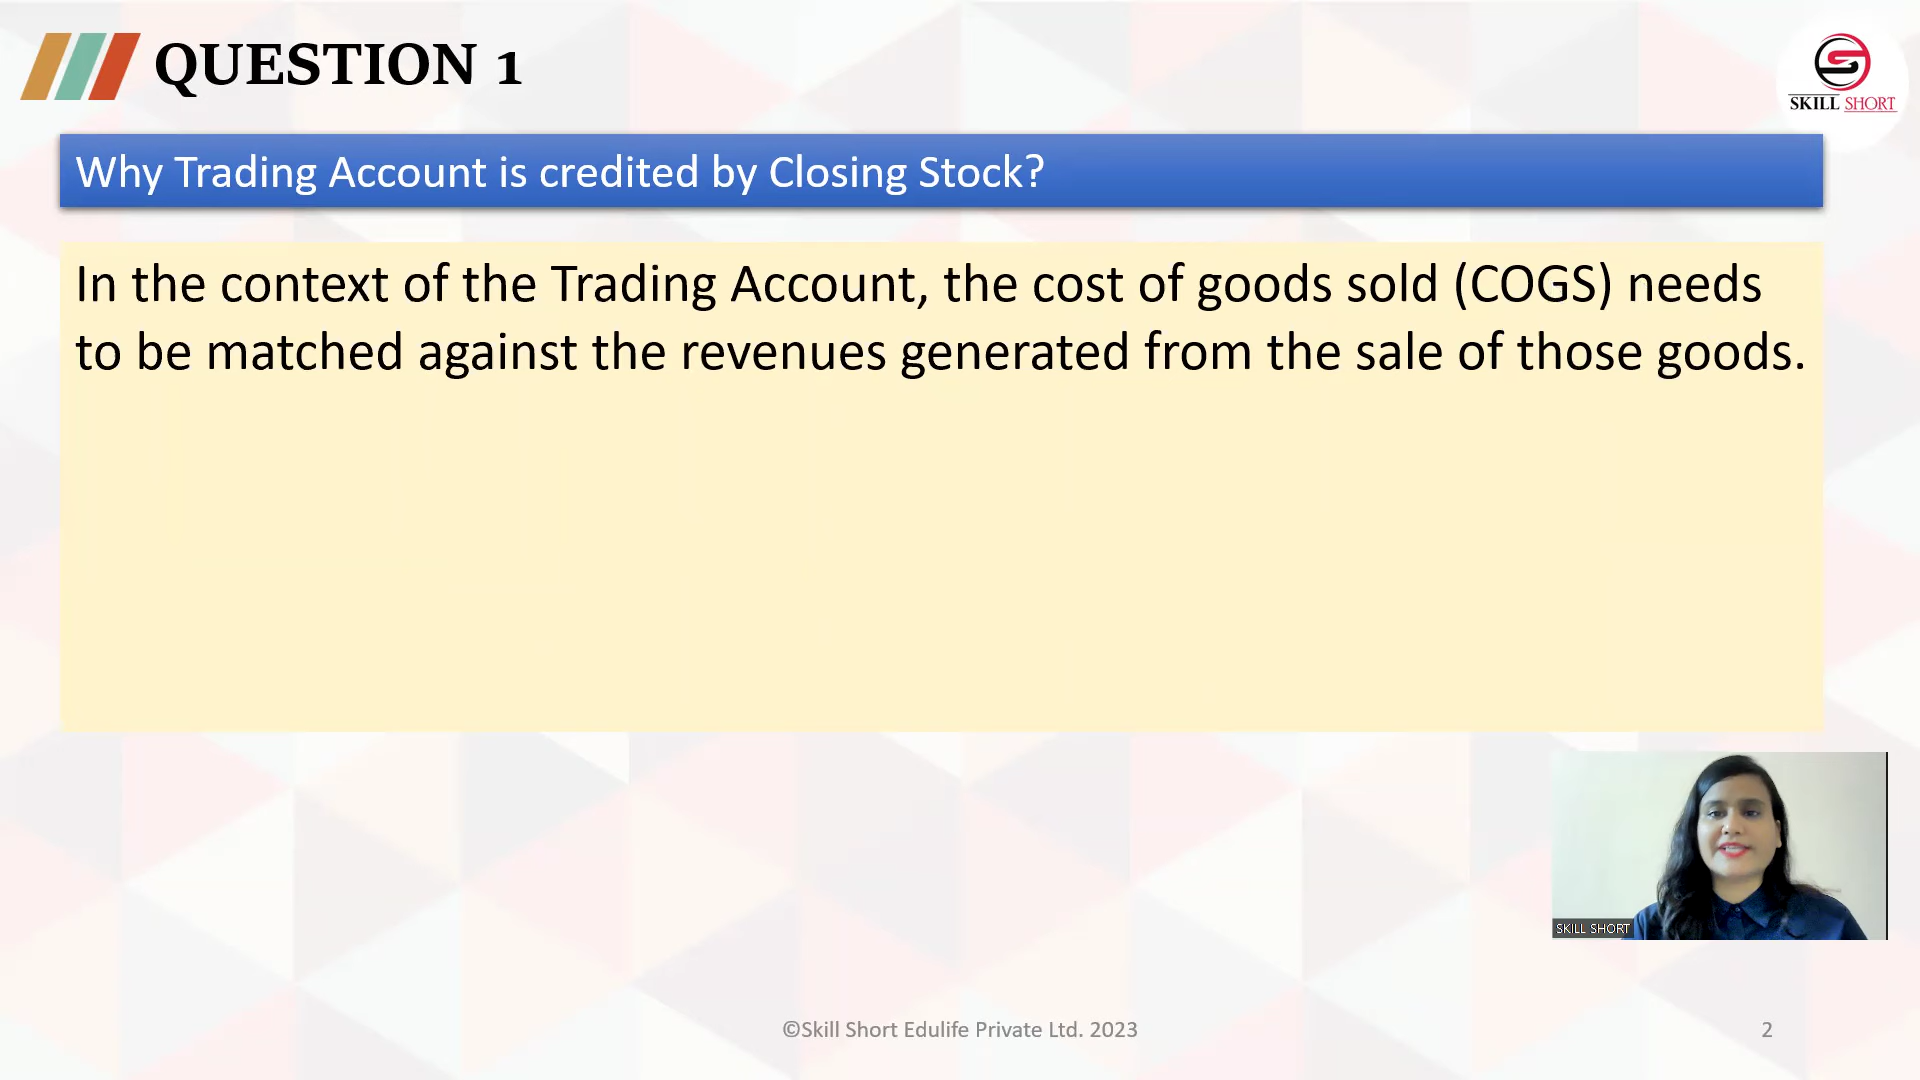 QUESTION 1
SKILL SHORT
Why Trading Account is credited by Closing Stock?
In the context of the Trading Account, the cost of goods sold (COGS) needs
to be matched against the revenues generated from the sale of those goods.
SKILL SHORT
©Skill Short Edulife Private Ltd. 2023
2